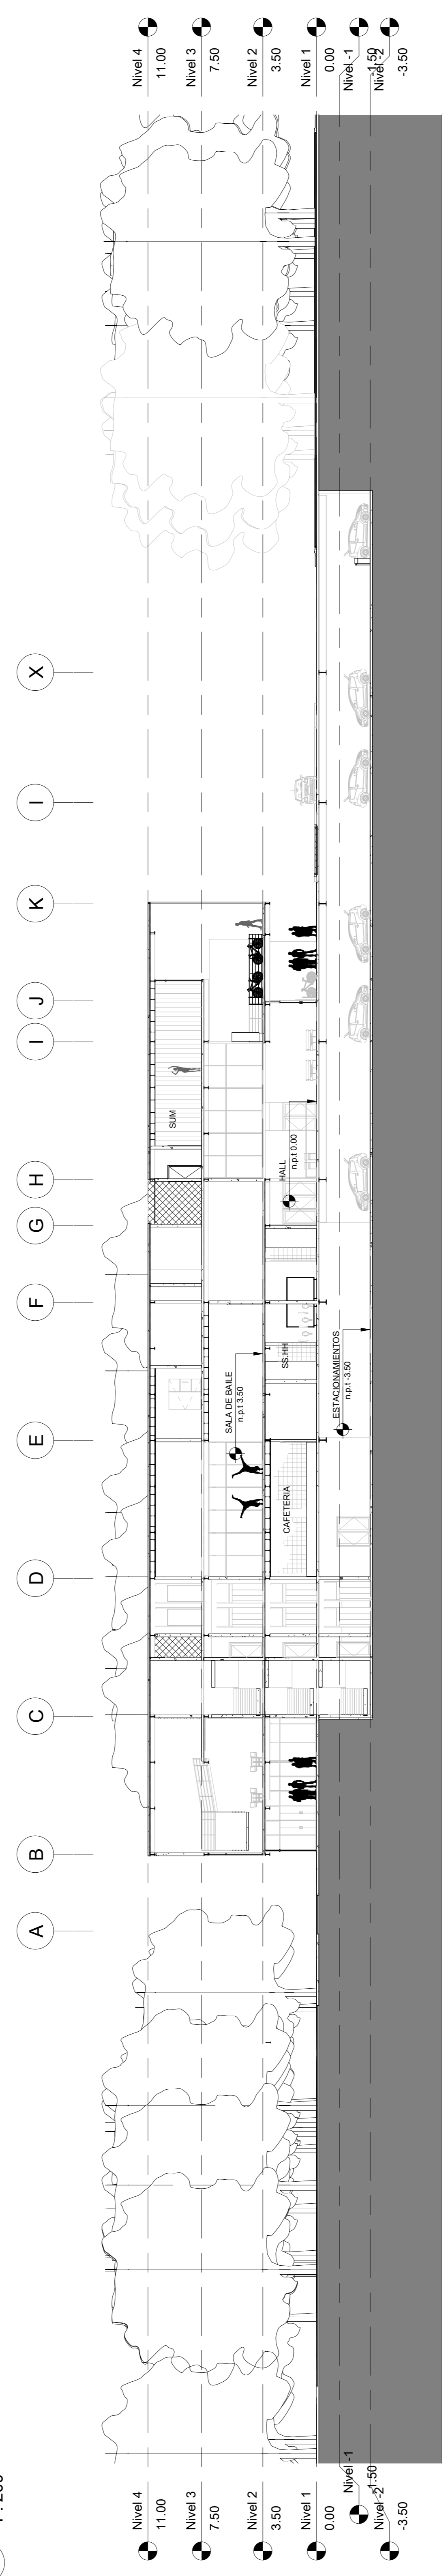 Nivel 4
11.00
Nivel 3
7.50
Nivel 2
3.50
Nivel 1
0.00
Nivel -1
-1.50
Nivel -2
-3.50
A
B
C
D
E
F
G
H
I
J
K
I
X
SUM
SALA DE BAILE
n.p.t 3.50
CAFETERIA
SS.HH
HALL
n.p.t 0.00
ESTACIONAMIENTOS
n.p.t -3.50
Nivel 4
11.00
Nivel 3
7.50
Nivel 2
3.50
Nivel 1
0.00
Nivel -1
-1.50
Nivel -2
-3.50